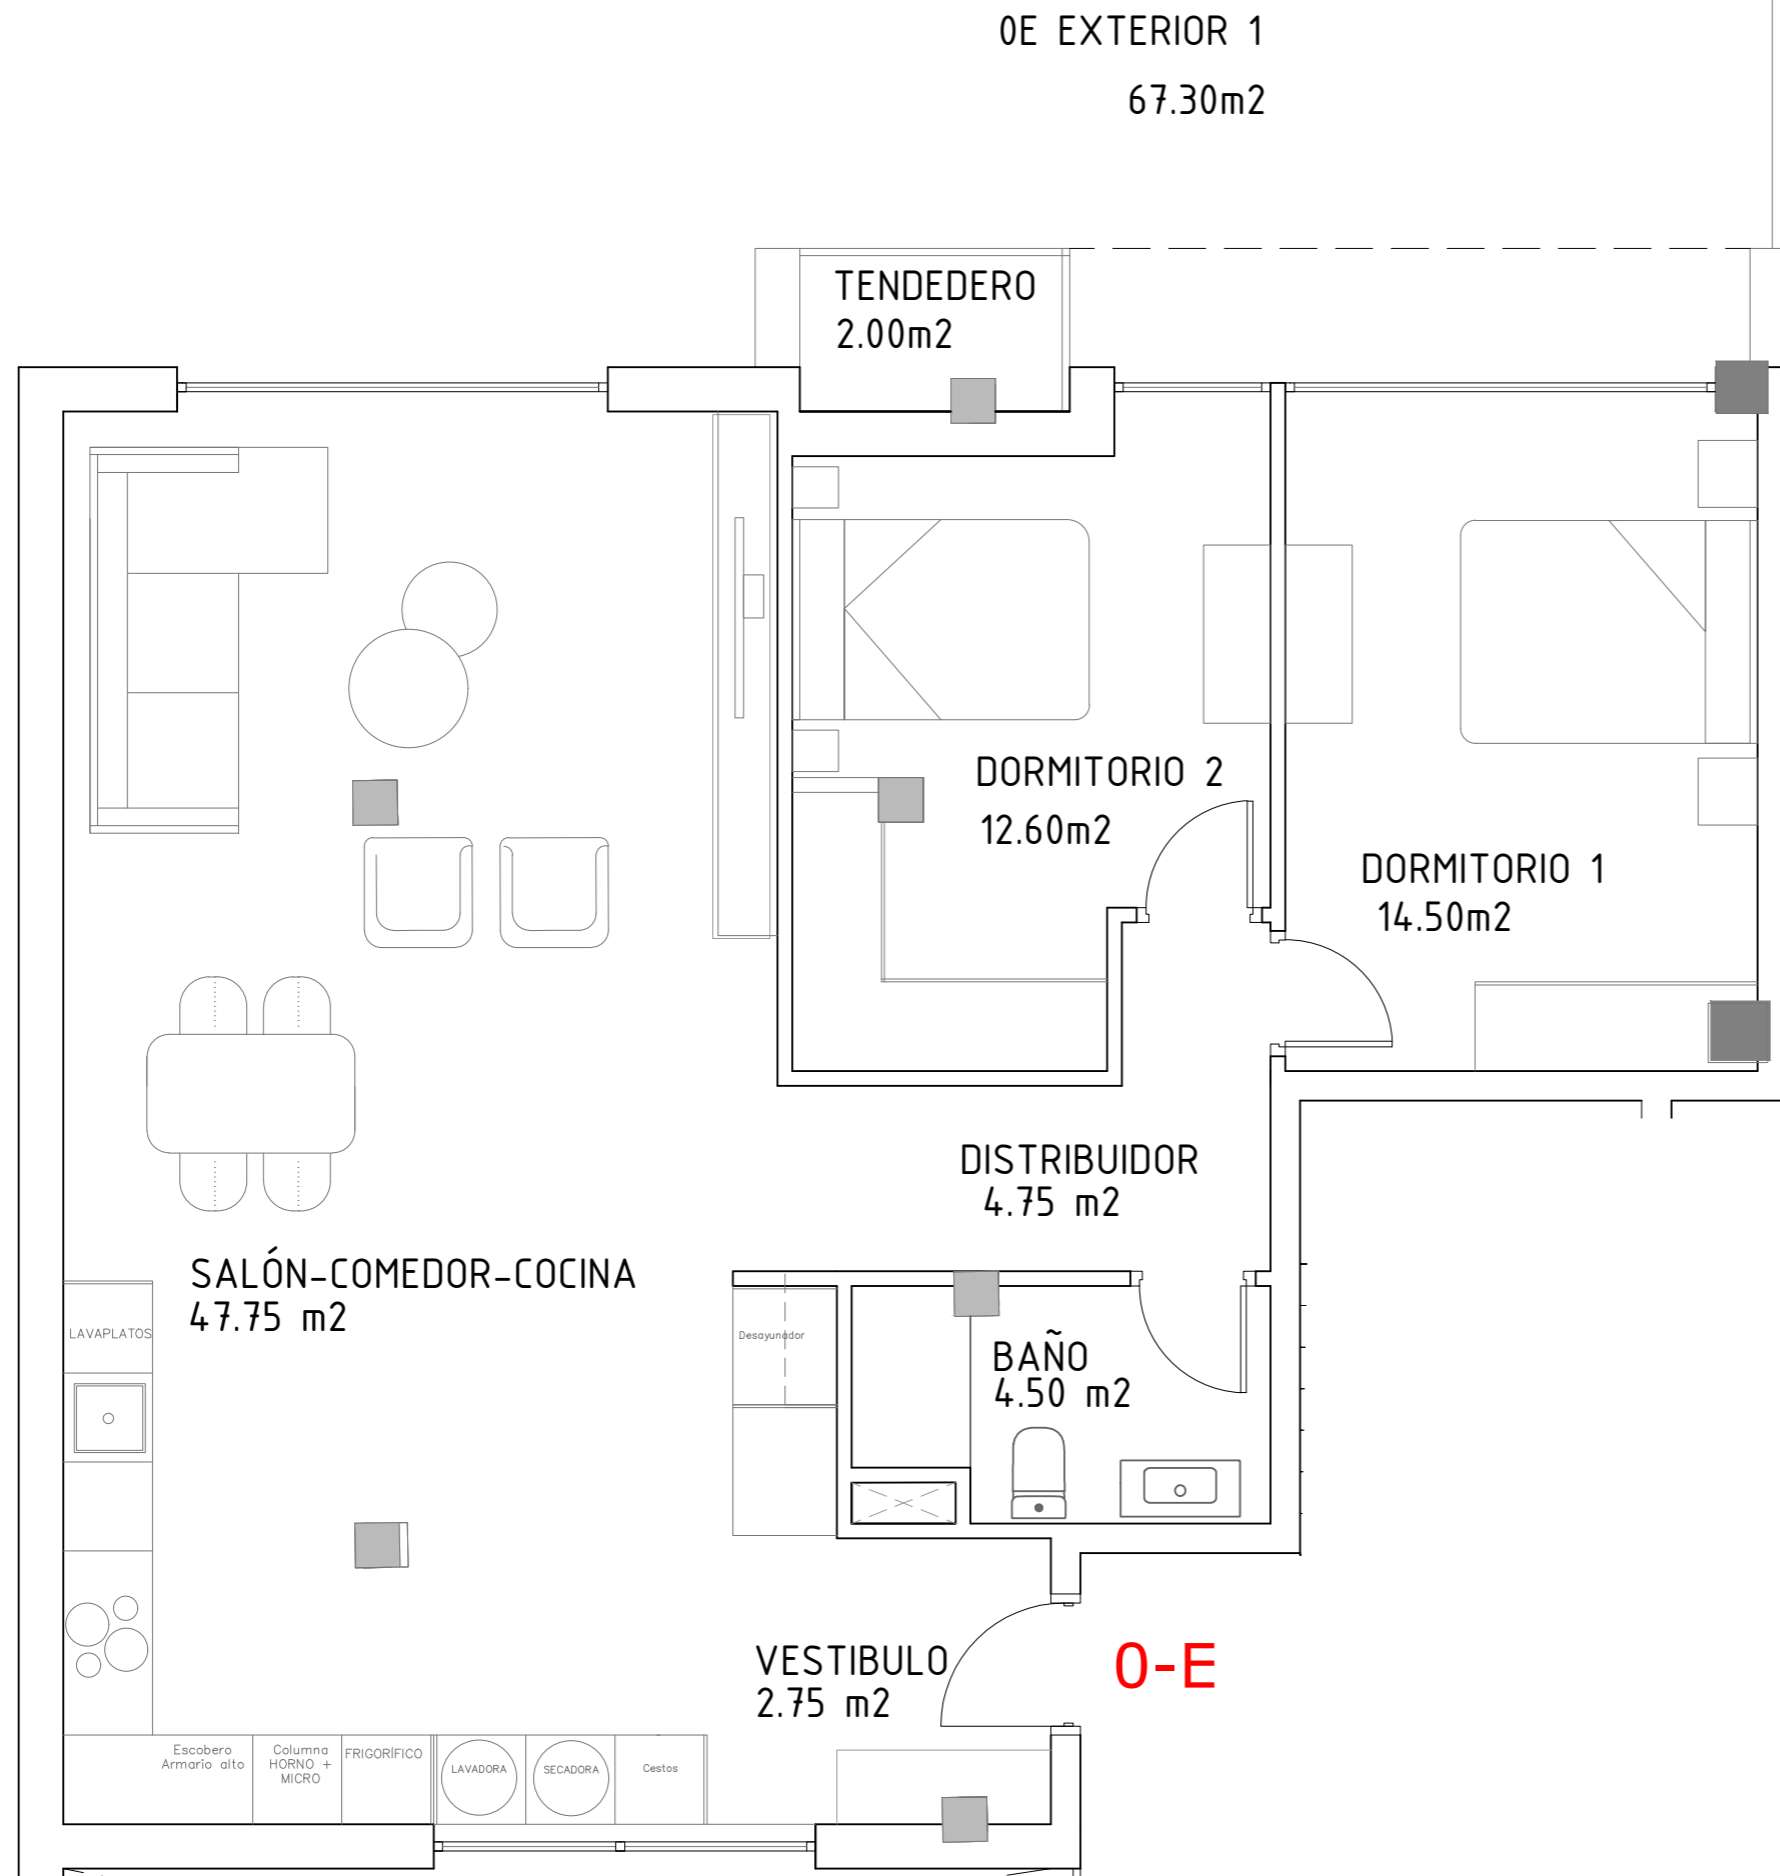 0E EXTERIOR 1
67.30m2
TENDEDERO
2.00m2
DORMITORIO 2
12.60m2
DORMITORIO 1
14.50m2
DISTRIBUIDOR
4.75 m2
SALÓN-COMEDOR-COCINA
47.75 m2
LAVAPLATOS
Desayunador
BAÑO
4.50 m2
VESTIBULO
2.75 m2
0-E
Escobero
Armario alto
Columna
HORNO +
MICRO
FRIGORÍFICO
LAVADORA
SECADORA
Cestos